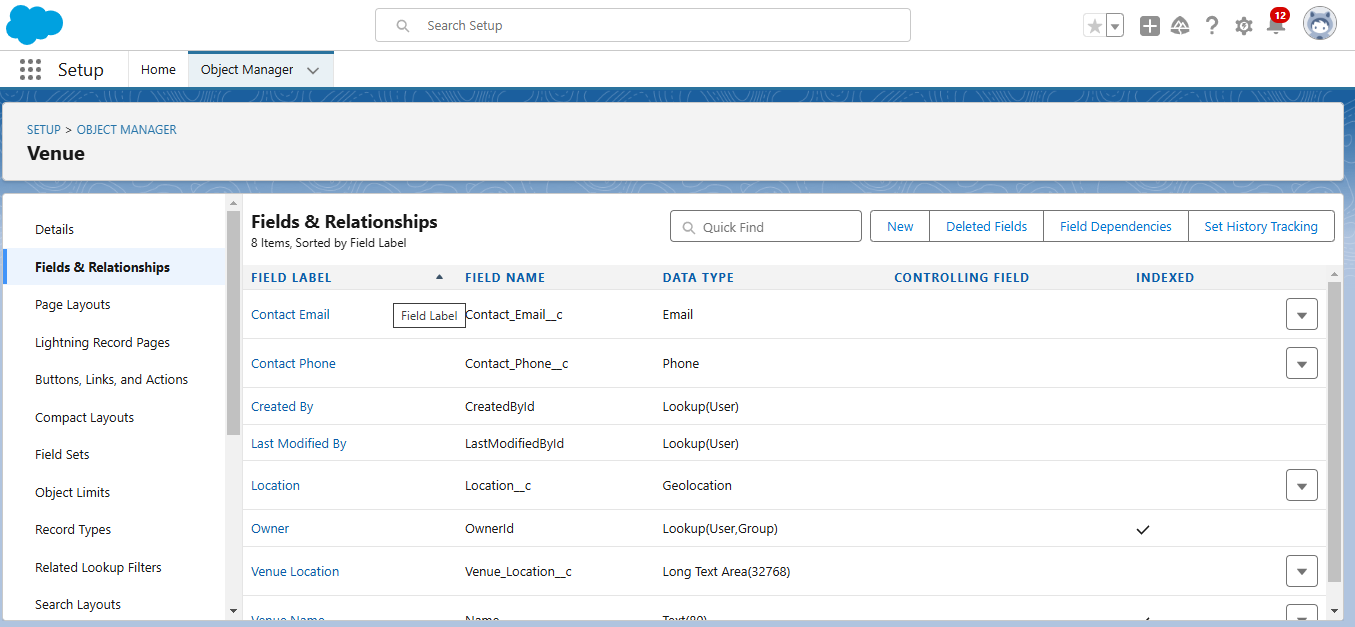 Search Setup
12
Setup Home Object Manager
SETUP > OBJECT MANAGER
Venue
Details
Fields & Relationships
Page Layouts
Lightning Record Pages
Buttons, Links, and Actions
Compact Layouts
Field Sets
Object Limits
Record Types
Related Lookup Filters
Search Layouts
Fields & Relationships
8 Items, Sorted by Field Label
Quick Find
New Deleted Fields Field Dependencies Set History Tracking
FIELD LABEL FIELD NAME DATA TYPE CONTROLLING FIELD INDEXED
Contact Email Field Label Contact_Email__c Email
Contact Phone Contact_Phone__c Phone
Created By CreatedById Lookup(User)
Last Modified By LastModifiedById Lookup(User)
Location Location__c Geolocation
Owner OwnerId Lookup(User,Group)
Venue Location Venue_Location__c Long Text Area(32768)
Venue Name Name Text(80)